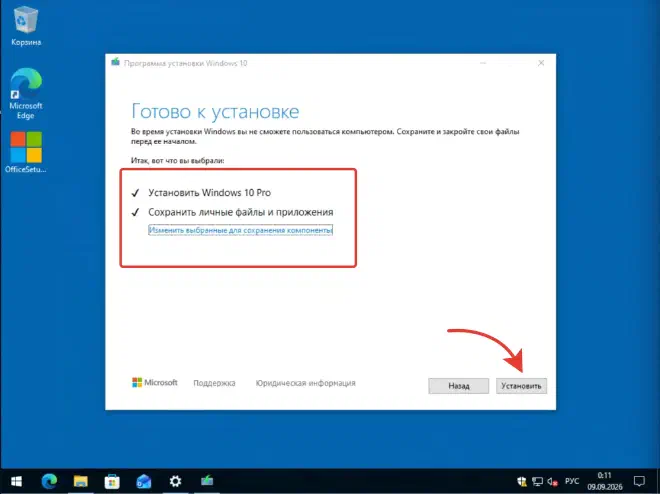 Корзина
Microsoft
Edge
OfficeSetu...
Программа установки Windows 10
Готово к установке
Во время установки Windows вы не сможете пользоваться компьютером. Сохраните и закройте свои файлы
перед ее началом.
Итак, вот что вы выбрали:
✓ Установить Windows 10 Pro
✓ Сохранить личные файлы и приложения
Изменить выбранные для сохранения компоненты
Microsoft Поддержка Юридическая информация Назад Установить
РУС 0:11
09.09.2026